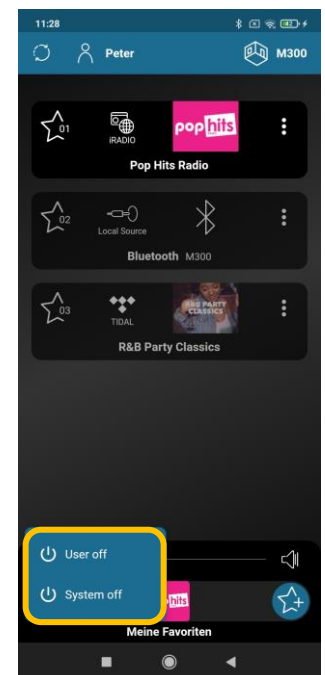 11:28
Peter
M300
01
iRADIO
pop hits
Pop Hits Radio
02
Local Source
Bluetooth M300
03
TIDAL
R&B PARTY
CLASSICS
R&B Party Classics
User off
System off
hits
Meine Favoriten